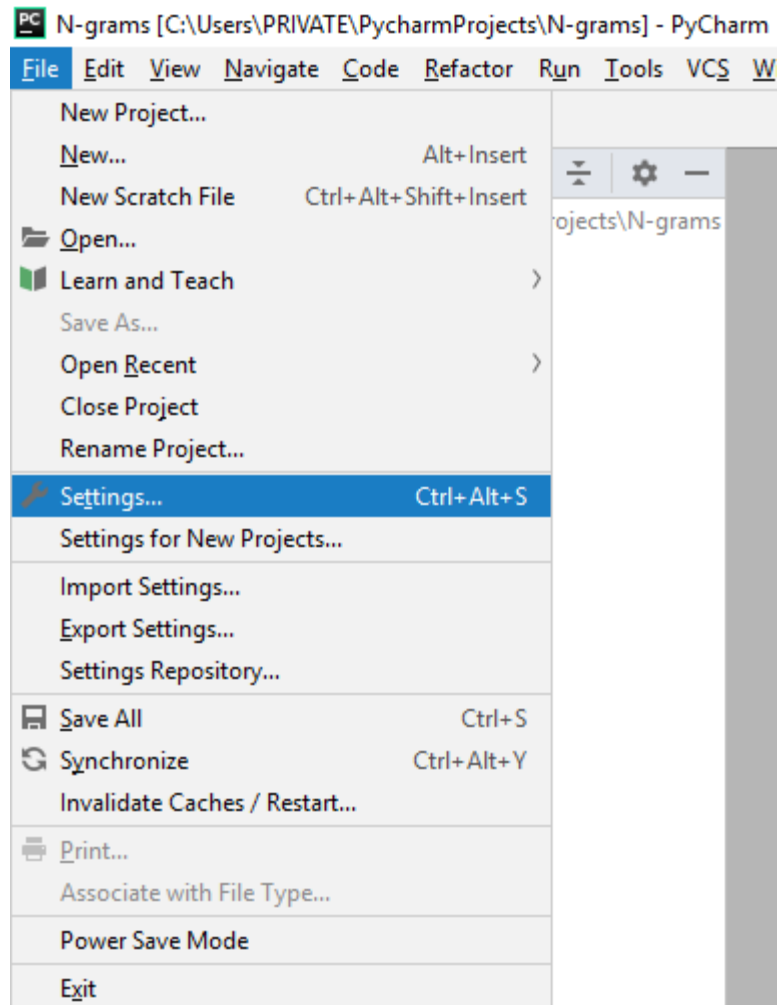 PC N-grams [C:\Users\PRIVATE\PycharmProjects\N-grams] - PyCharm
File Edit View Navigate Code Refactor Run Tools VCS W
New Project...
New... Alt+Insert
New Scratch File Ctrl+Alt+Shift+Insert
ojects\N-grams
Open...
Learn and Teach
Save As...
Open Recent
Close Project
Rename Project...
Settings... Ctrl+Alt+S
Settings for New Projects...
Import Settings...
Export Settings...
Settings Repository...
Save All Ctrl+S
Synchronize Ctrl+Alt+Y
Invalidate Caches / Restart...
Print...
Associate with File Type...
Power Save Mode
Exit